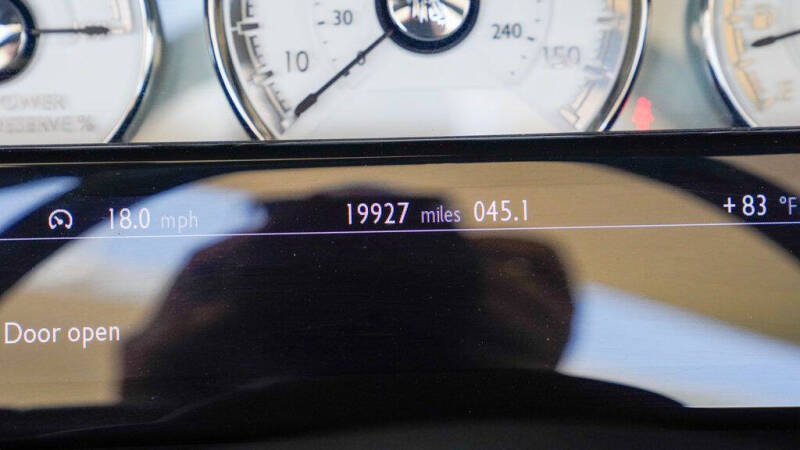 30
240
10
150
POWER
RESERVE %
E
18.0 mph 19927 miles 045.1 +83 °F
Door open